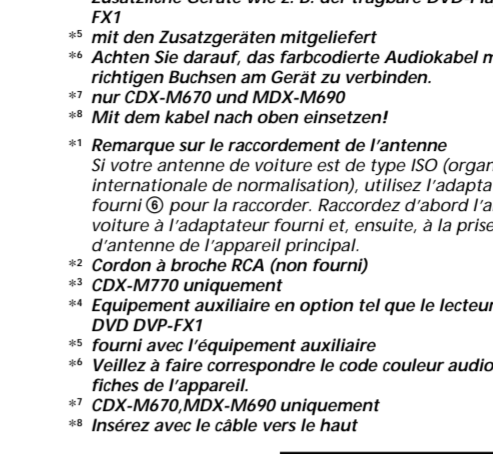 zusätzliche Geräte wie z. B. der tragbare
FX1
*5 mit den Zusatzgeräten mitgeliefert
*6 Achten Sie darauf, das farbcodierte Audiokabel
richtigen Buchsen am Gerät zu verbinden.
*7 nur CDX-M670 und MDX-M690
*8 Mit dem kabel nach oben einsetzen!
*1 Remarque sur le raccordement de l'antenne
Si votre antenne de voiture est de type ISO (organ
internationale de normalisation), utilisez l'adapta
fourni ⑥ pour la raccorder. Raccordez d'abord l'a
voiture à l'adaptateur fourni et, ensuite, à la prise
d'antenne de l'appareil principal.
*2 Cordon à broche RCA (non fourni)
*3 CDX-M770 uniquement
*4 Equipement auxiliaire en option tel que le lecteur
DVD DVP-FX1
*5 fourni avec l'équipement auxiliaire
*6 Veillez à faire correspondre le code couleur audio
fiches de l'appareil.
*7 CDX-M670,MDX-M690 uniquement
*8 Insérez avec le câble vers le haut